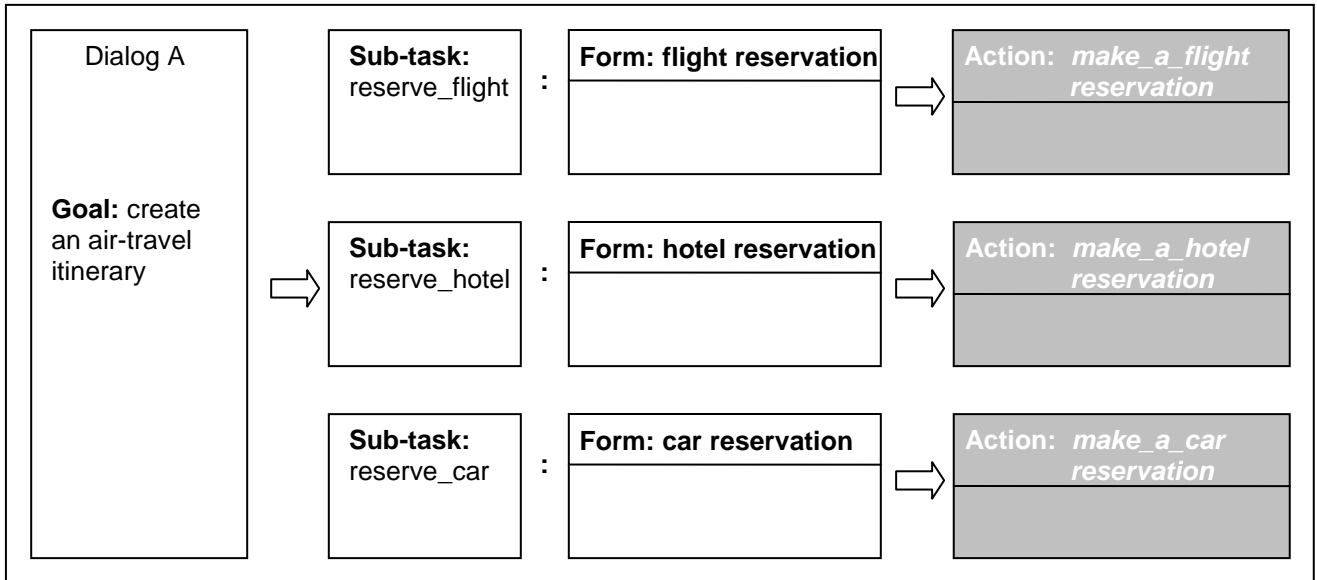 Dialog A
Goal: create
an air-travel
itinerary
Sub-task:
reserve_flight
:
Form: flight reservation
Action: make_a_flight
reservation
Sub-task:
reserve_hotel
:
Form: hotel reservation
Action: make_a_hotel
reservation
Sub-task:
reserve_car
:
Form: car reservation
Action: make_a_car
reservation